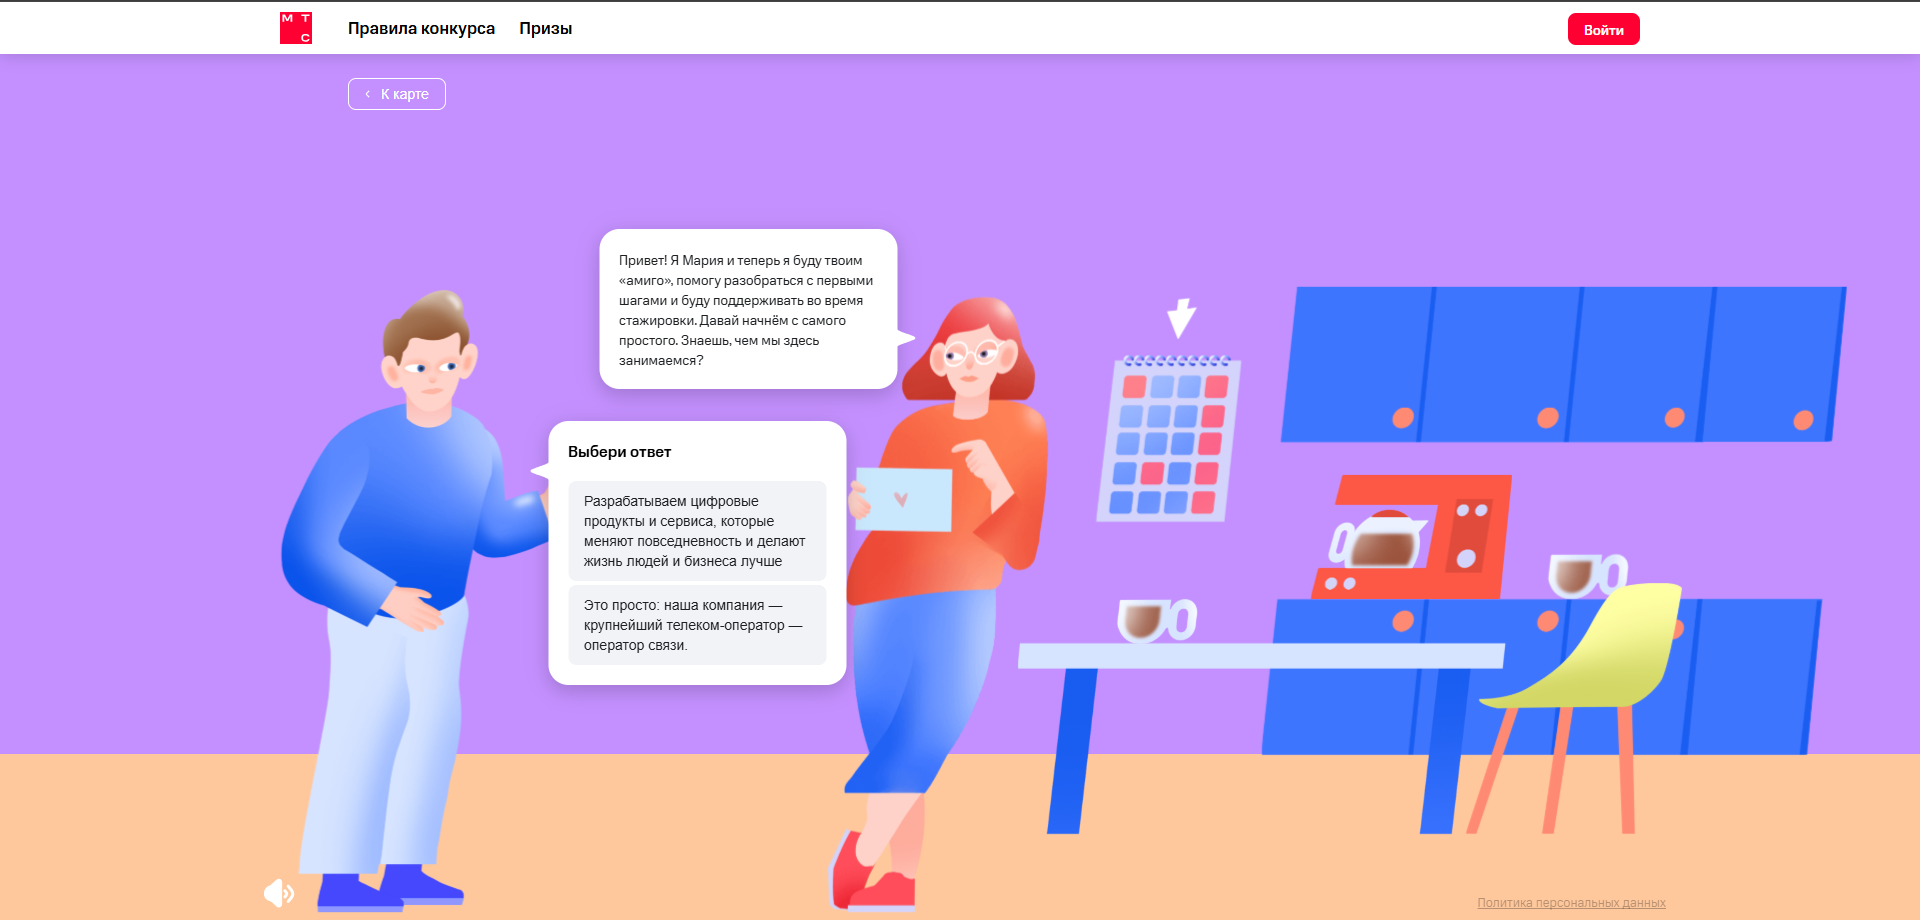 М Т
С
Правила конкурса Призы
Войти
К карте
Привет! Я Мария и теперь я буду твоим
«амиго», помогу разобраться с первыми
шагами и буду поддерживать во время
стажировки. Давай начнём с самого
простого. Знаешь, чем мы здесь
занимаемся?
Выбери ответ
Разрабатываем цифровые
продукты и сервиса, которые
меняют повседневность и делают
жизнь людей и бизнеса лучше
Это просто: наша компания —
крупнейший телеком-оператор —
оператор связи.
Политика персональных данных